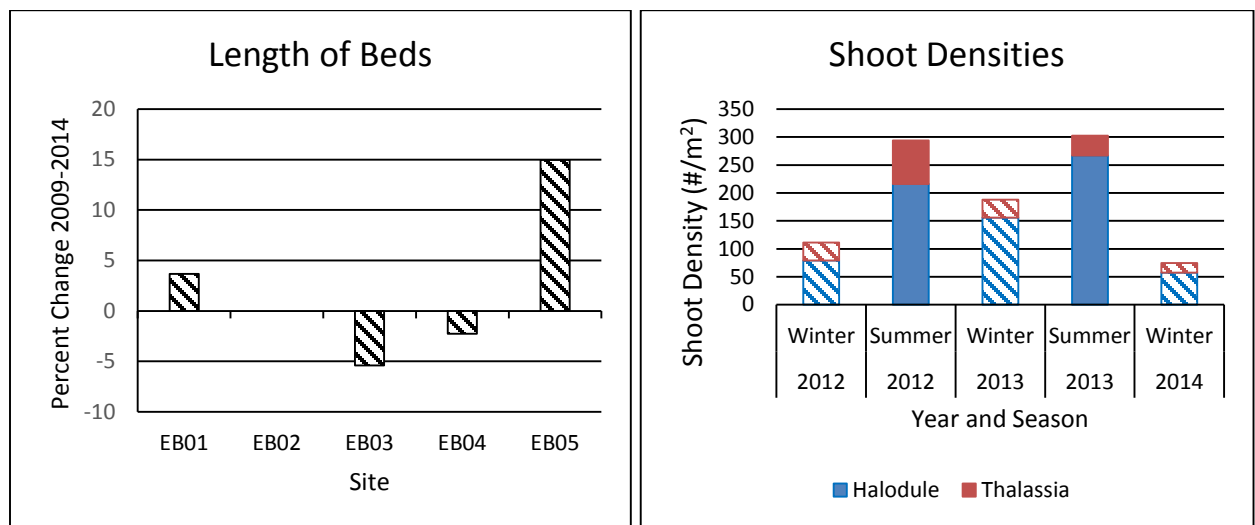 Length of Beds
Percent Change 2009-2014
20
15
10
5
0
-5
-10
EB01 EB02 EB03 EB04 EB05
Site
Shoot Densities
Shoot Density (#/m²)
350
300
250
200
150
100
50
0
Winter Summer Winter Summer Winter
2012 2012 2013 2013 2014
Year and Season
Halodule Thalassia